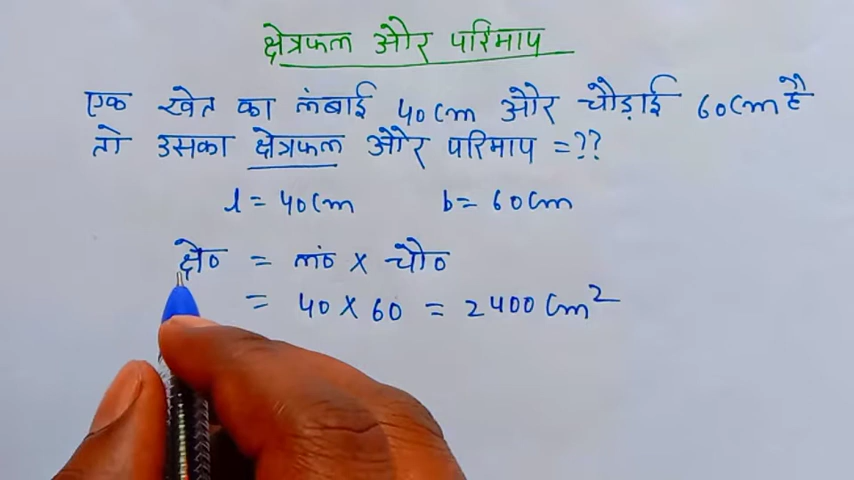 क्षेत्रफल और परिमाप
एक खेत का लंबाई 40cm और चौड़ाई 60cm है
तो उसका क्षेत्रफल और परिमाप =??
l = 40cm b = 60cm
क्षे० = लं० × चौ०
= 40 × 60 = 2400 cm²